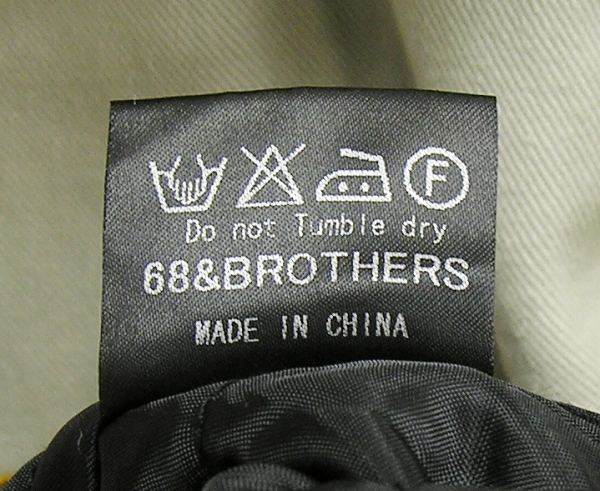 F
Do not Tumble dry
68&BROTHERS
MADE IN CHINA